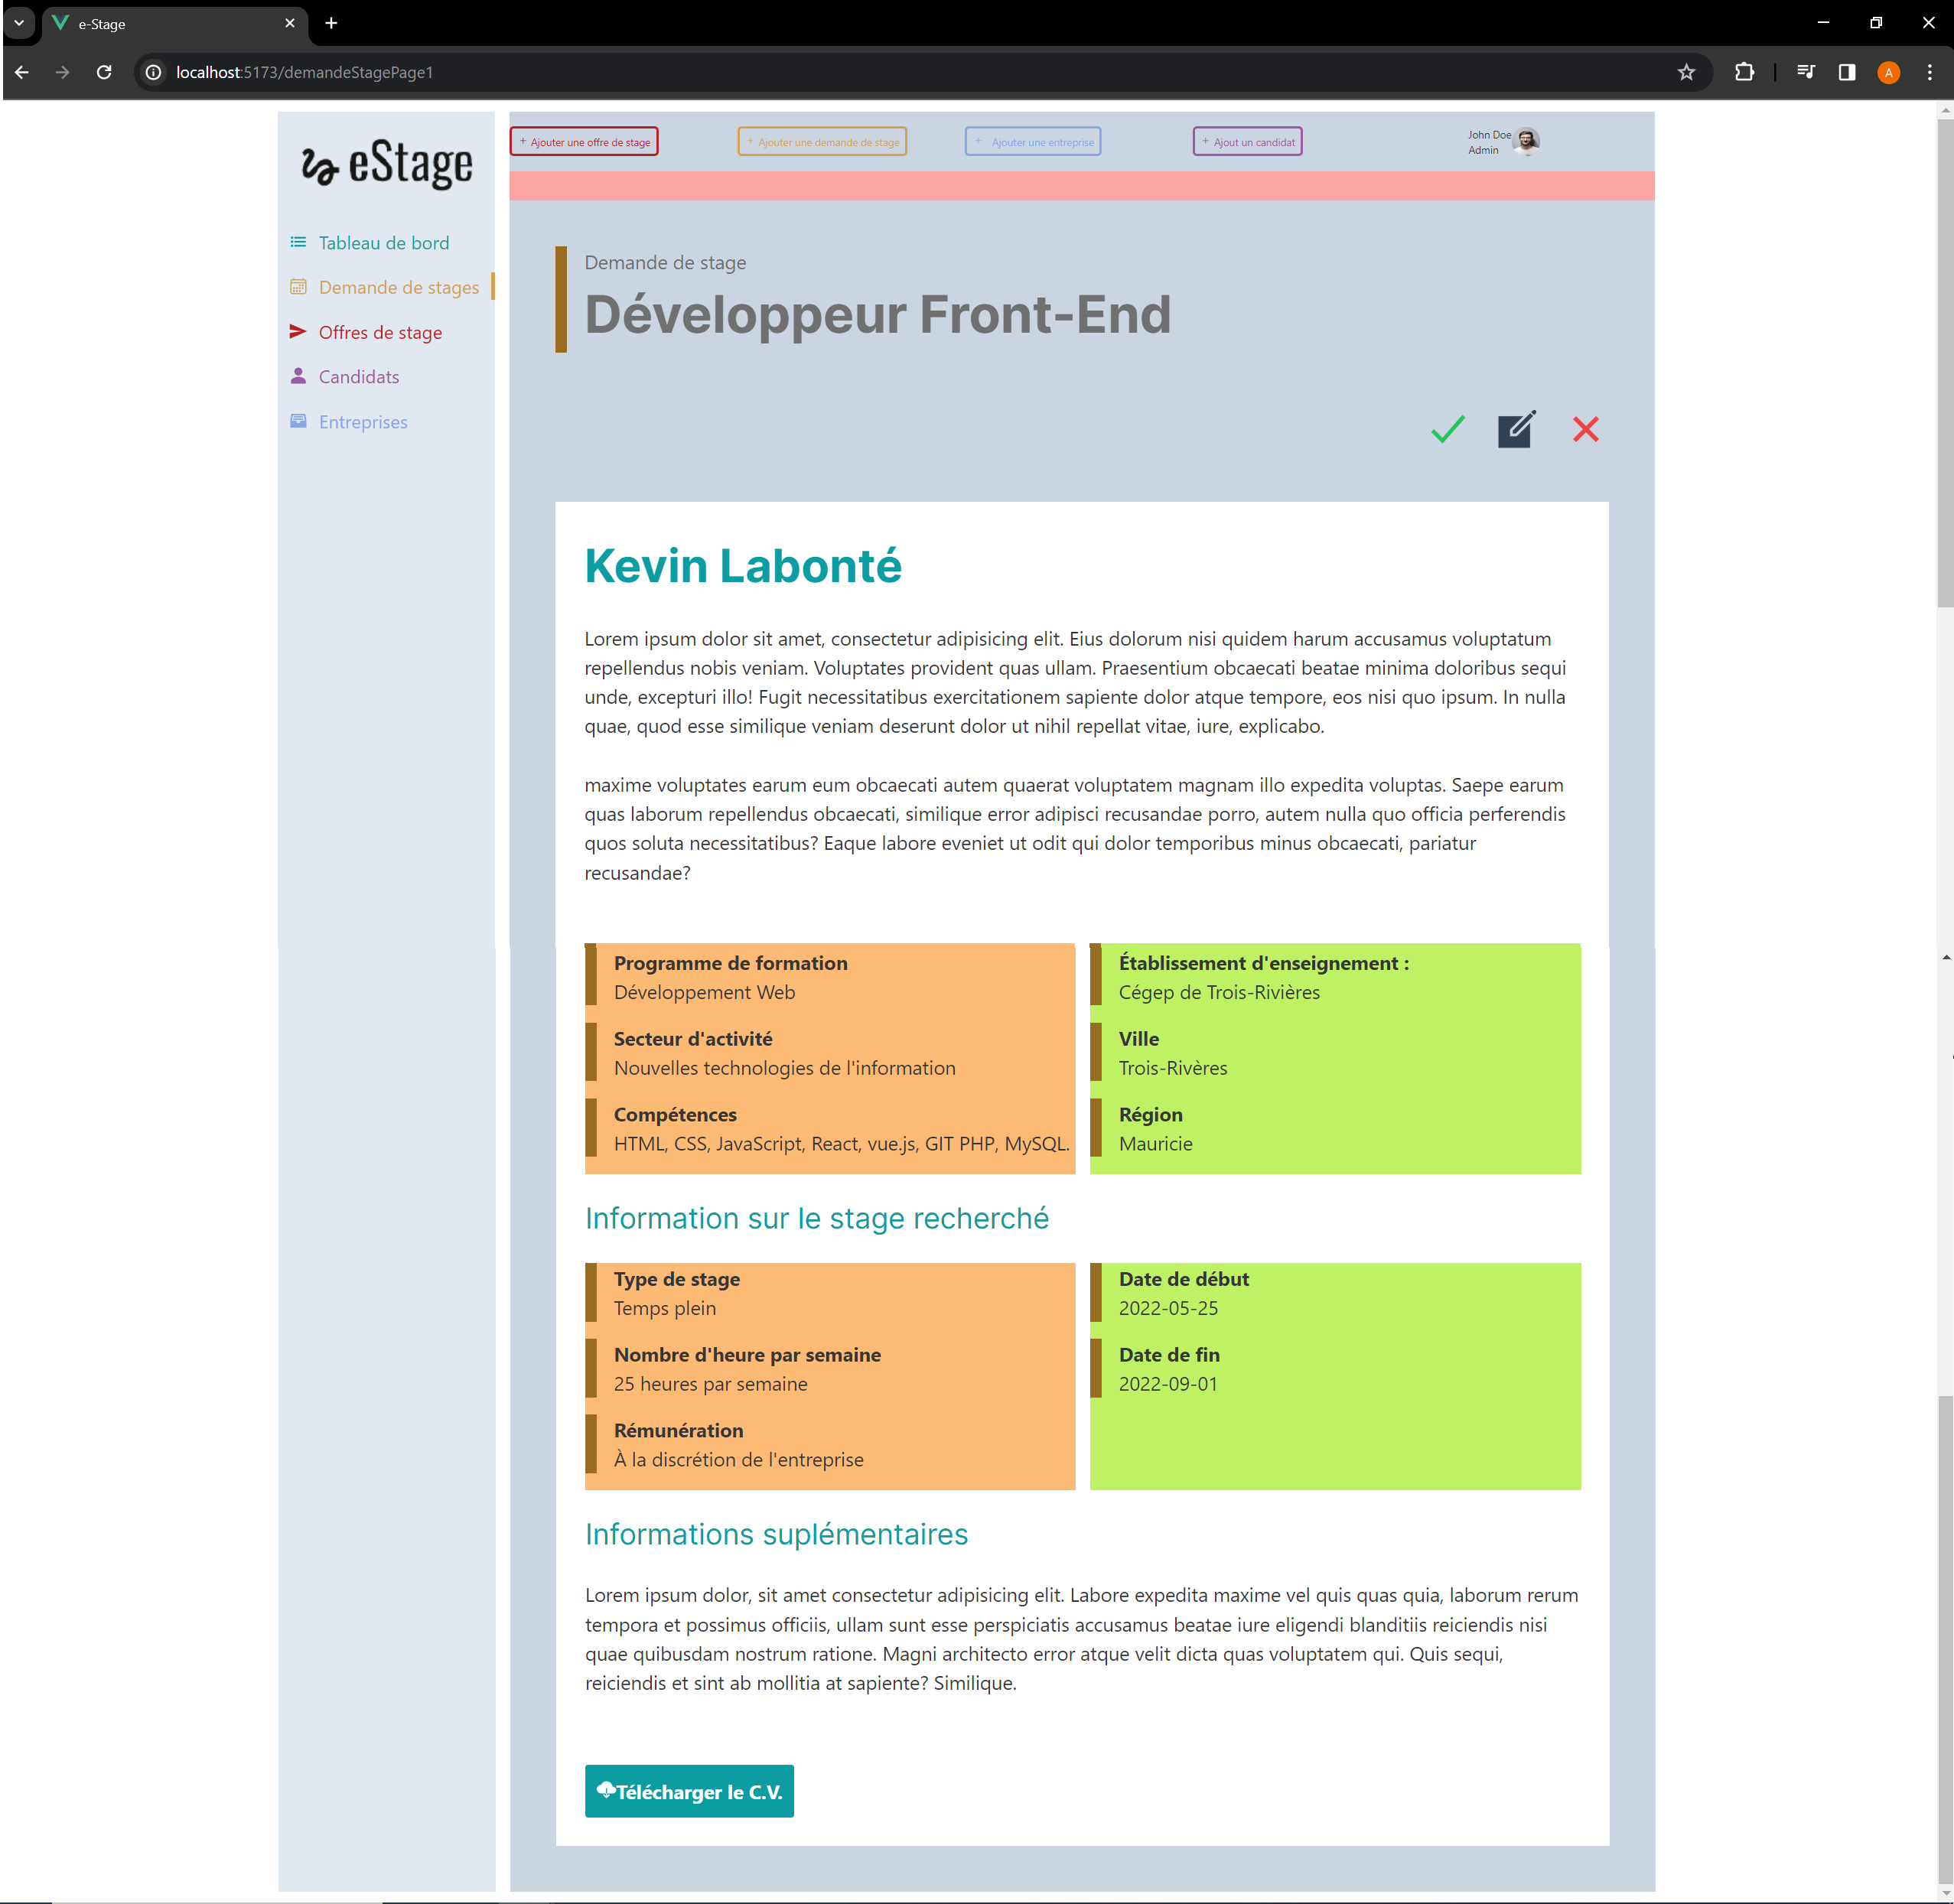 e-Stage
localhost:5173/demandeStagePage1
A
eStage
+ Ajouter une offre de stage
+ Ajouter une demande de stage
+ Ajouter une entreprise
+ Ajout un candidat
John Doe
Admin
Tableau de bord
Demande de stages
Offres de stage
Candidats
Entreprises
Demande de stage
Développeur Front-End
Kevin Labonté
Lorem ipsum dolor sit amet, consectetur adipisicing elit. Eius dolorum nisi quidem harum accusamus voluptatum
repellendus nobis veniam. Voluptates provident quas ullam. Praesentium obcaecati beatae minima doloribus sequi
unde, excepturi illo! Fugit necessitatibus exercitationem sapiente dolor atque tempore, eos nisi quo ipsum. In nulla
quae, quod esse similique veniam deserunt dolor ut nihil repellat vitae, iure, explicabo.
maxime voluptates earum eum obcaecati autem quaerat voluptatem magnam illo expedita voluptas. Saepe earum
quas laborum repellendus obcaecati, similique error adipisci recusandae porro, autem nulla quo officia perferendis
quos soluta necessitatibus? Eaque labore eveniet ut odit qui dolor temporibus minus obcaecati, pariatur
recusandae?
Programme de formation
Développement Web
Secteur d'activité
Nouvelles technologies de l'information
Compétences
HTML, CSS, JavaScript, React, vue.js, GIT PHP, MySQL.
Établissement d'enseignement :
Cégep de Trois-Rivières
Ville
Trois-Rivères
Région
Mauricie
Information sur le stage recherché
Type de stage
Temps plein
Nombre d'heure par semaine
25 heures par semaine
Rémunération
À la discrétion de l'entreprise
Date de début
2022-05-25
Date de fin
2022-09-01
Informations suplémentaires
Lorem ipsum dolor, sit amet consectetur adipisicing elit. Labore expedita maxime vel quis quas quia, laborum rerum
tempora et possimus officiis, ullam sunt esse perspiciatis accusamus beatae iure eligendi blanditiis reiciendis nisi
quae quibusdam nostrum ratione. Magni architecto error atque velit dicta quas voluptatem qui. Quis sequi,
reiciendis et sint ab mollitia at sapiente? Similique.
Télécharger le C.V.